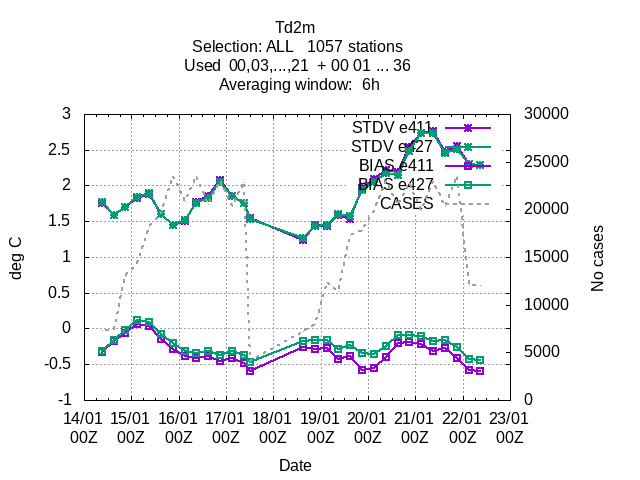 Td2m
Selection: ALL   1057 stations
Used  00,03,...,21  + 00 01 ... 36
Averaging window:  6h
3
2.5
2
1.5
1
0.5
0
-0.5
-1
deg C
30000
25000
20000
15000
10000
5000
0
No cases
STDV e411
STDV e427
BIAS e411
BIAS e427
CASES
14/01 15/01 16/01 17/01 18/01 19/01 20/01 21/01 22/01 23/01
00Z 00Z 00Z 00Z 00Z 00Z 00Z 00Z 00Z 00Z
Date